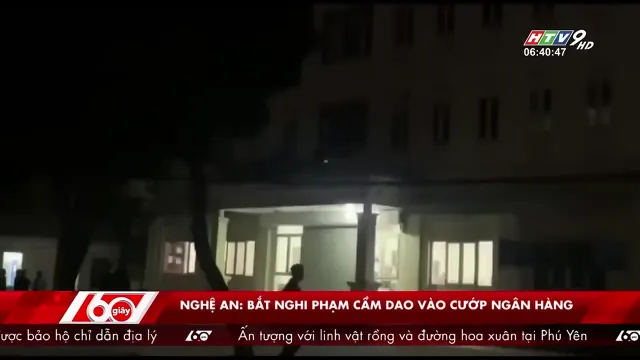 HTV9 HD
06:40:47
60 giây
NGHỆ AN: BẮT NGHI PHẠM CẦM DAO VÀO CƯỚP NGÂN HÀNG
ược bảo hộ chỉ dẫn địa lý 60 Ấn tượng với linh vật rồng và đường hoa xuân tại Phú Yên 60